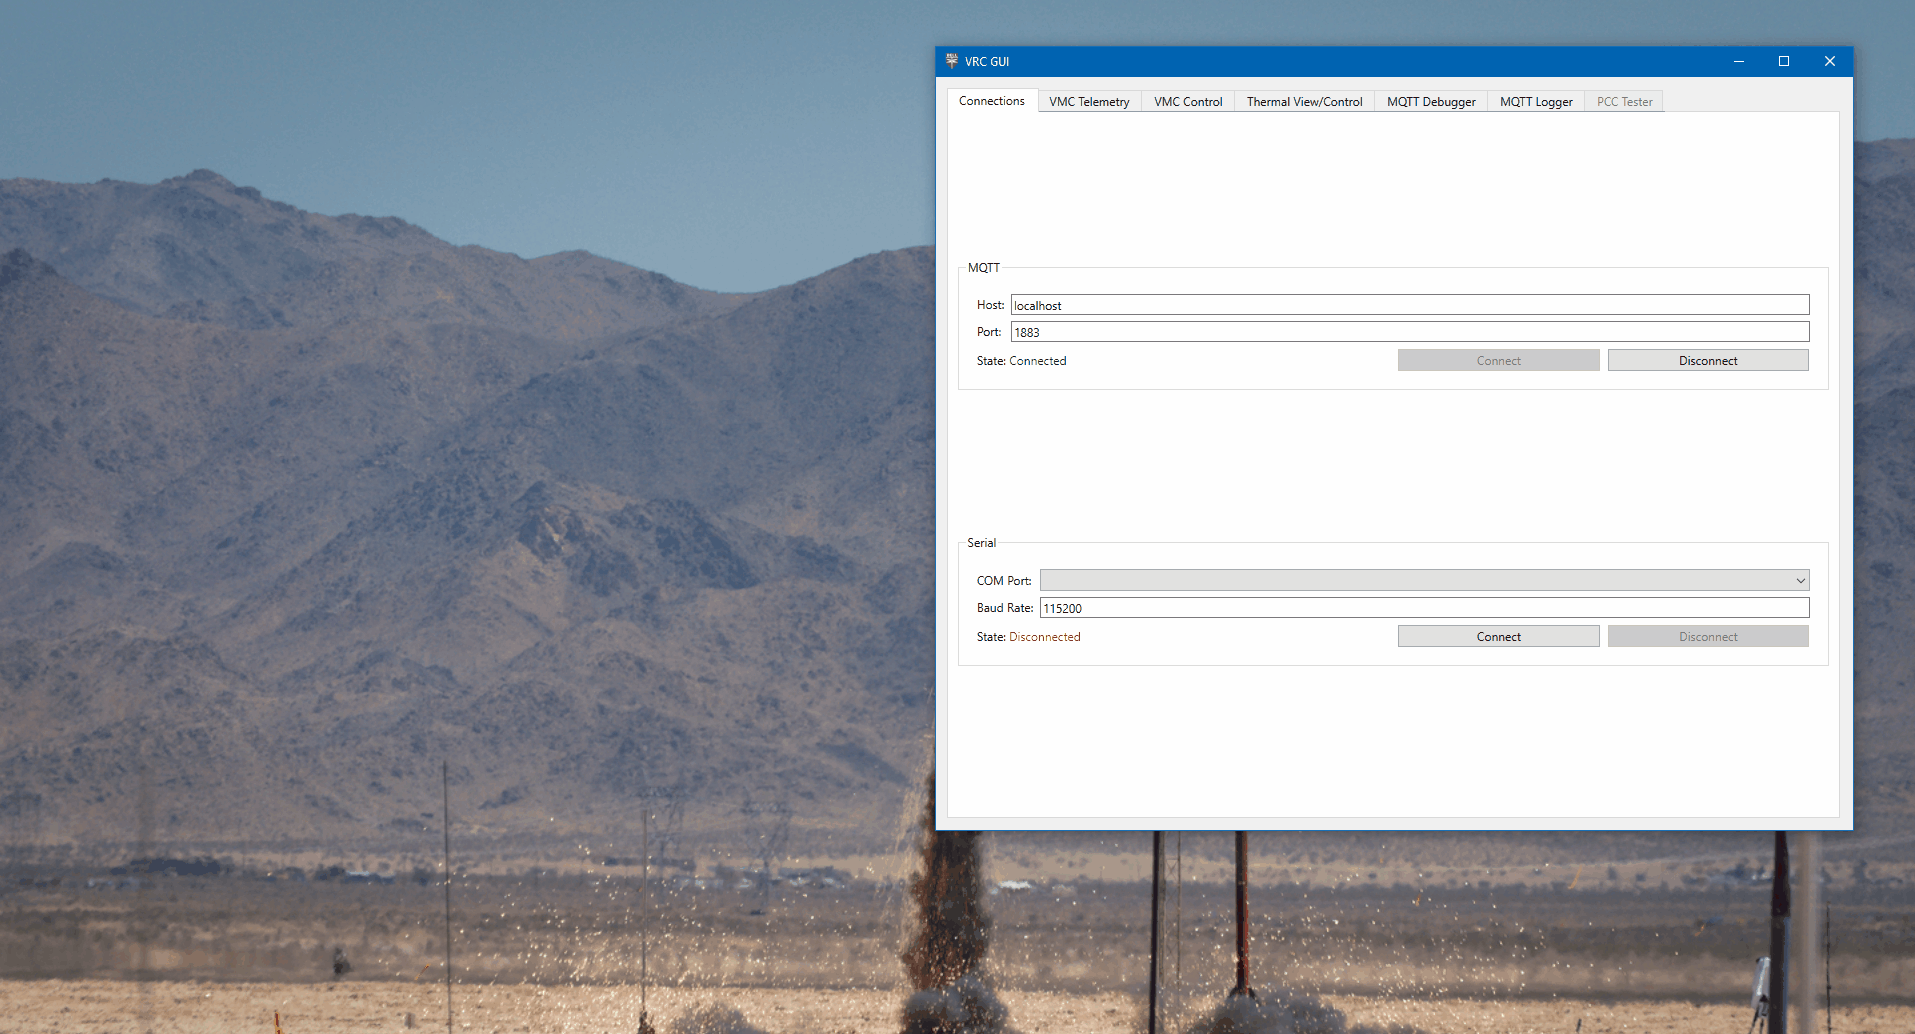 VRC GUI
Connections VMC Telemetry VMC Control Thermal View/Control MQTT Debugger MQTT Logger PCC Tester
MQTT
Host: localhost
Port: 1883
State: Connected Connect Disconnect
Serial
COM Port:
Baud Rate: 115200
State: Disconnected Connect Disconnect